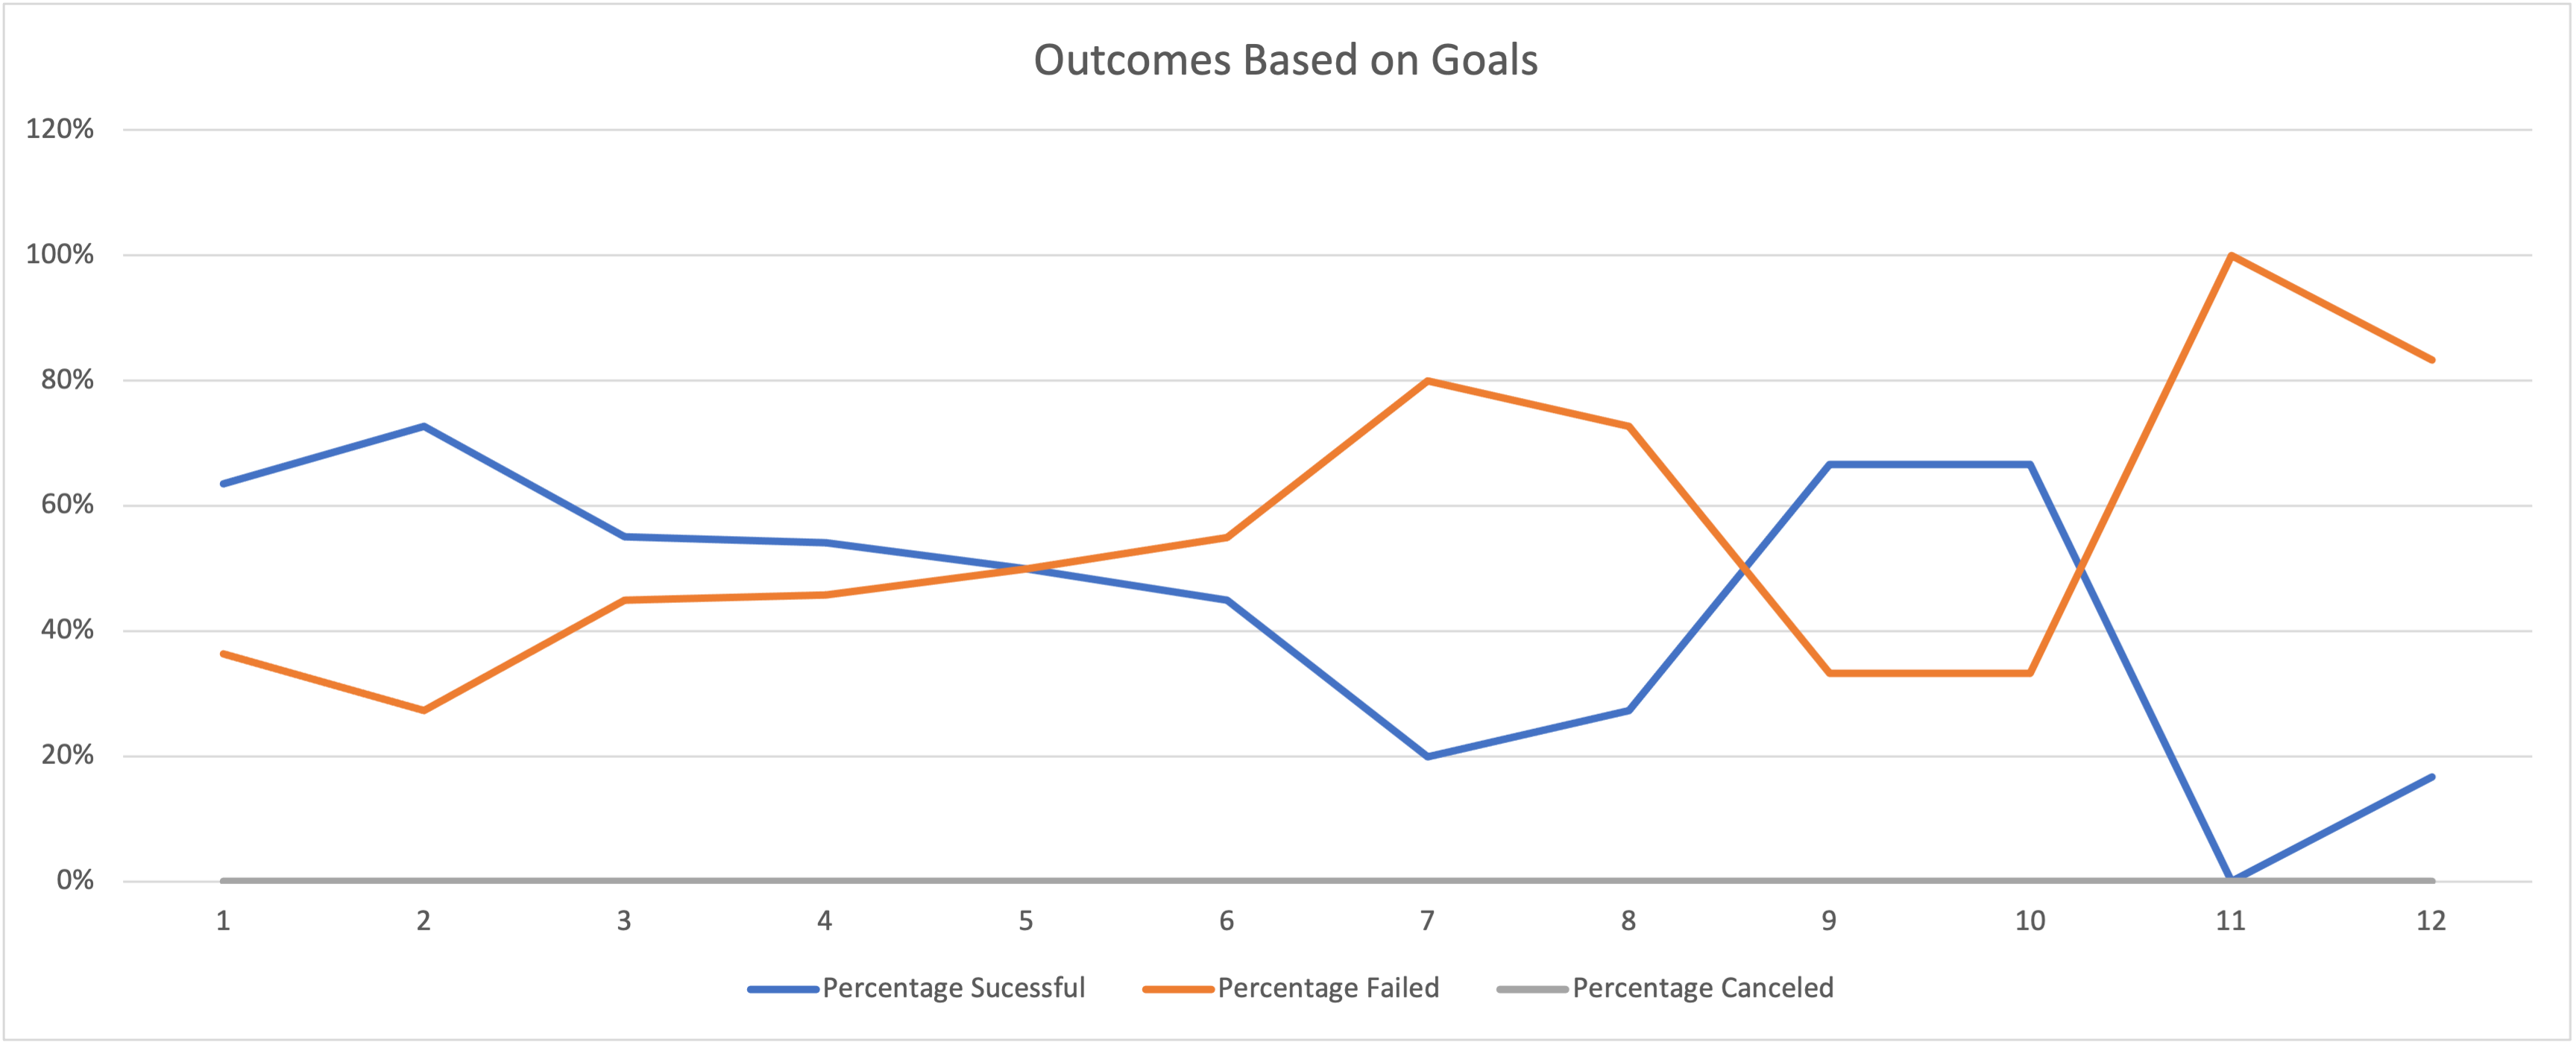 Outcomes Based on Goals
120%
100%
80%
60%
40%
20%
0%
1 2 3 4 5 6 7 8 9 10 11 12
Percentage Sucessful Percentage Failed Percentage Canceled